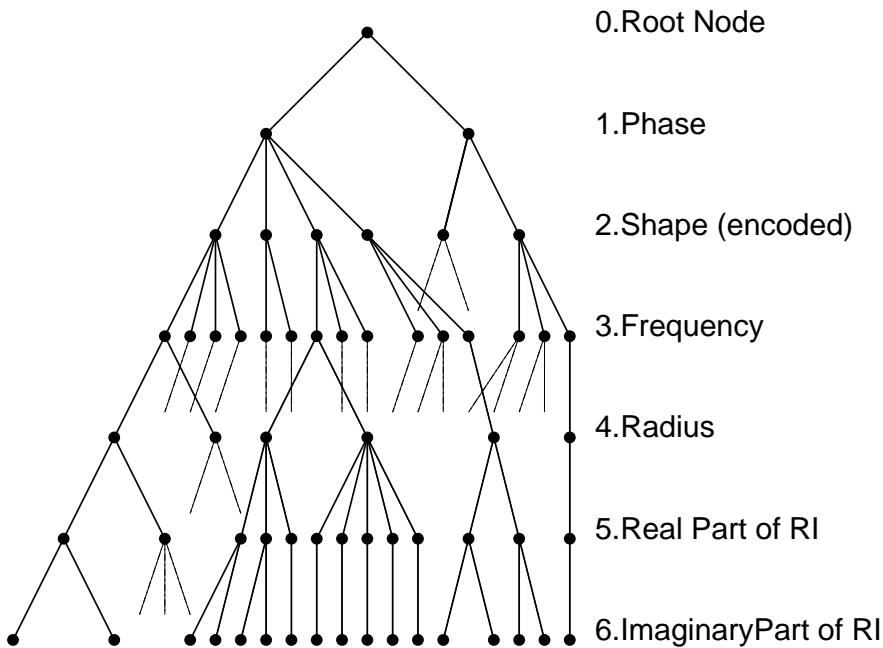 0.Root Node
1.Phase
2.Shape (encoded)
3.Frequency
4.Radius
5.Real Part of RI
6.ImaginaryPart of RI